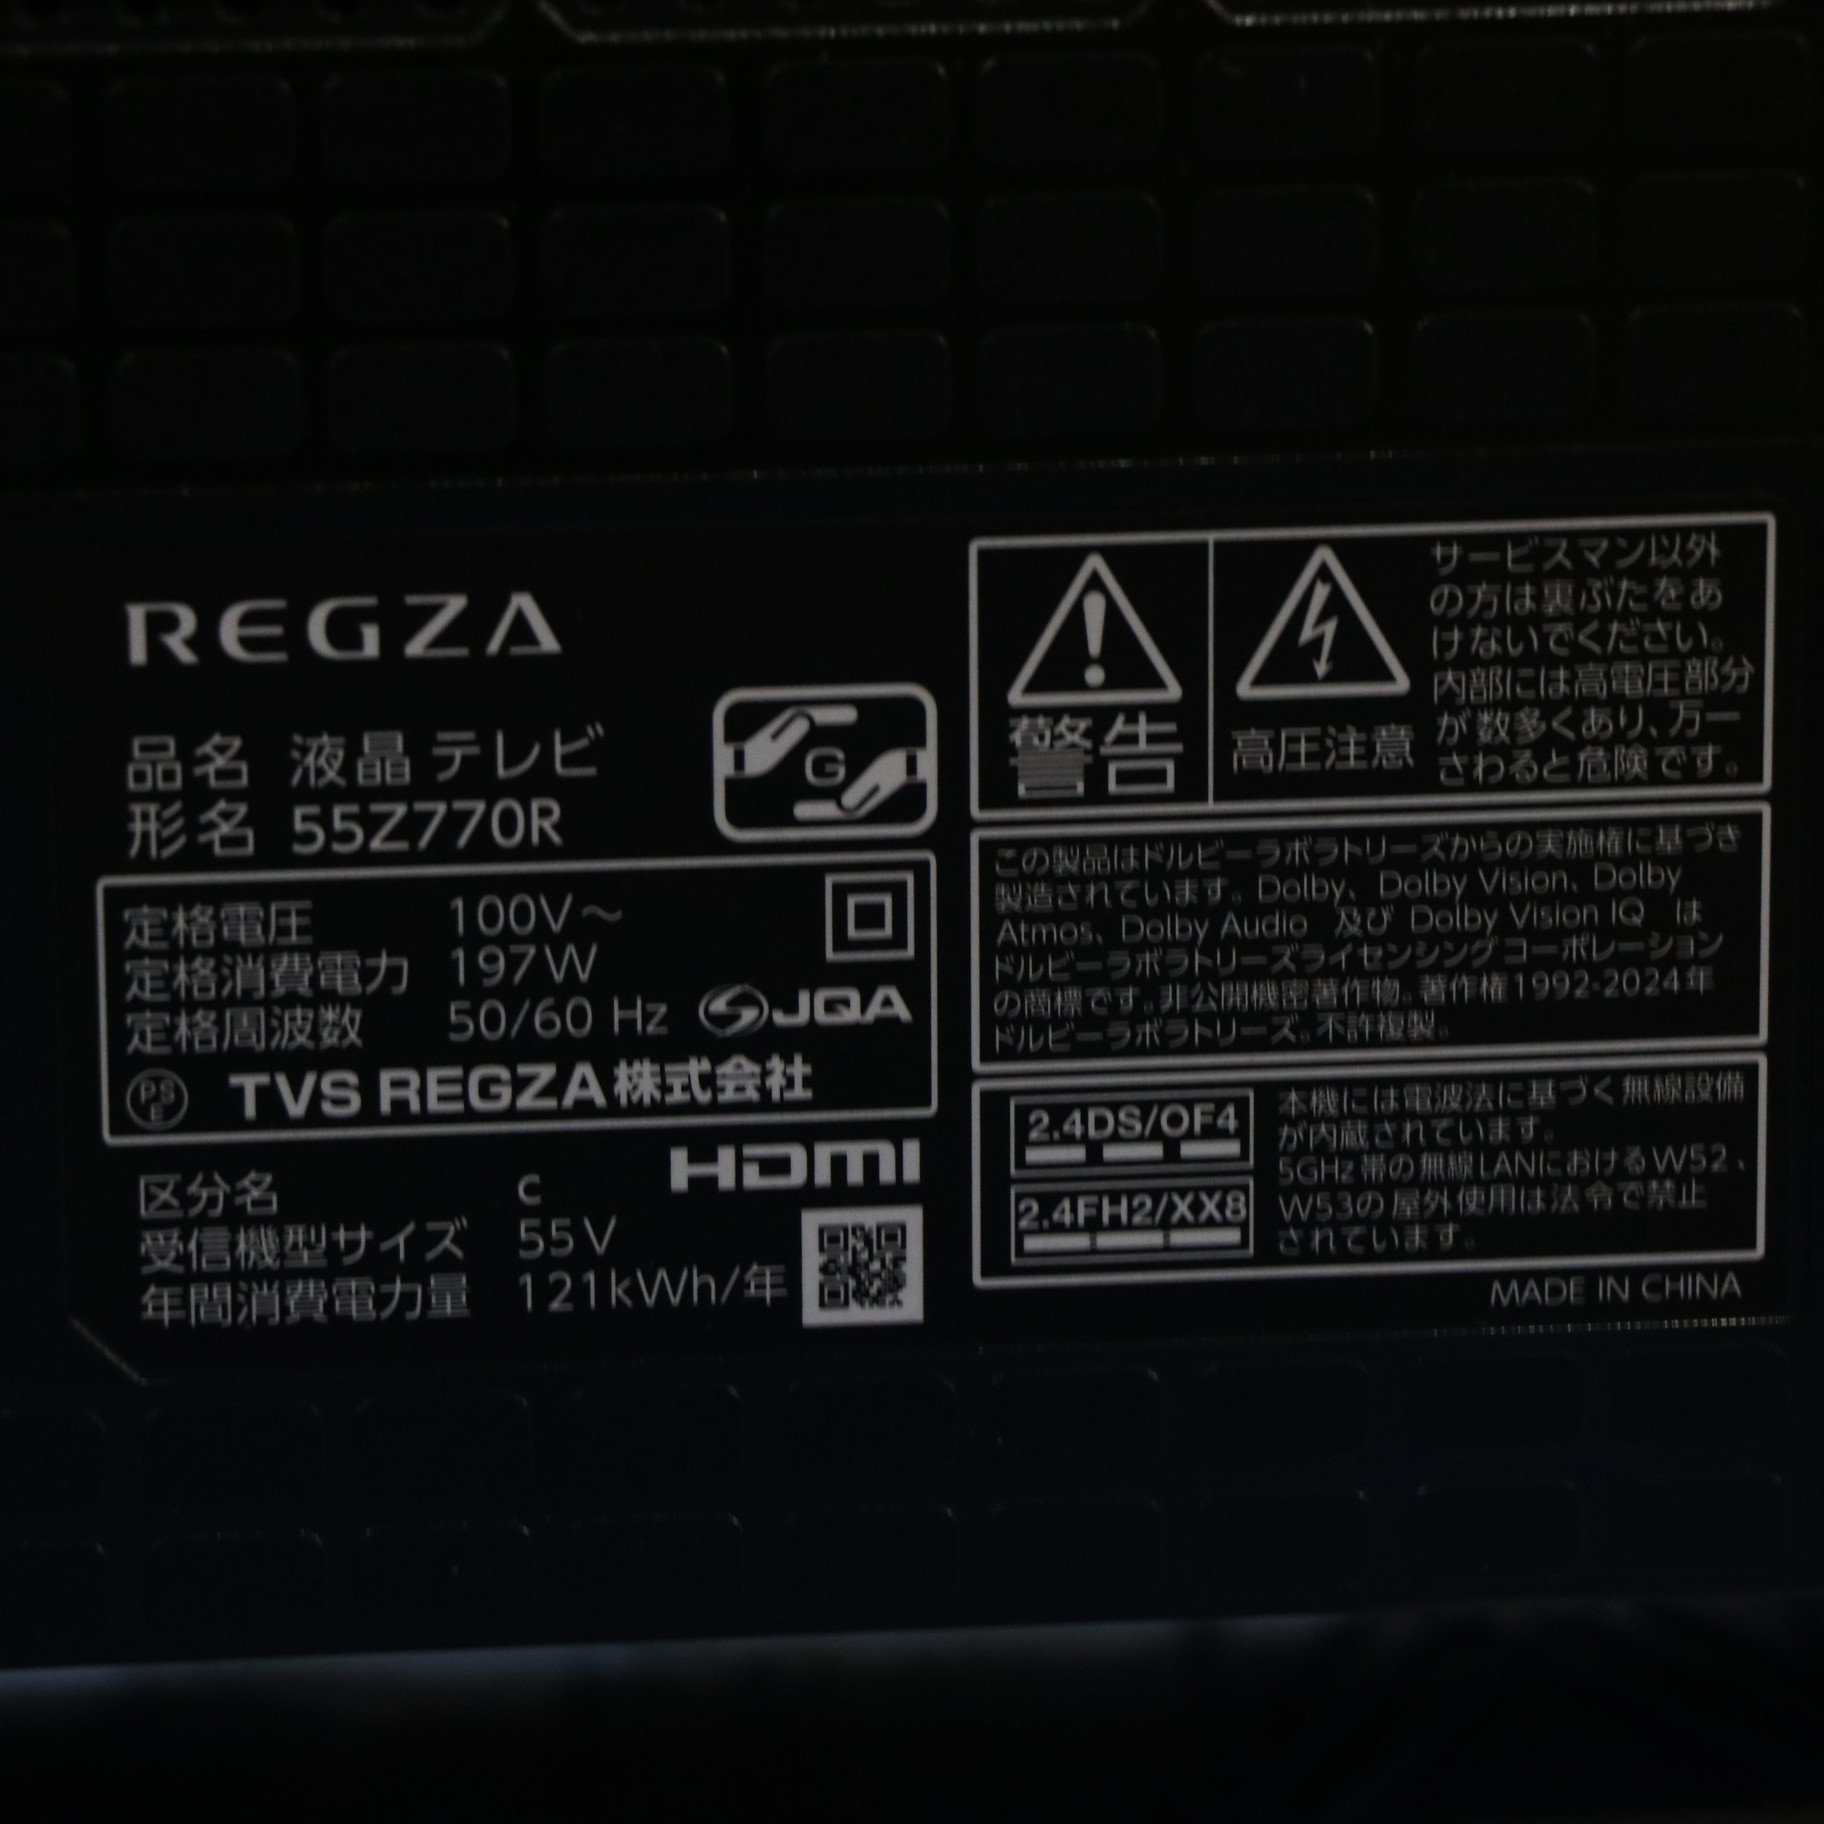 REGZA
品名 液晶テレビ
形名 55Z770R
G
定格電圧 100V～
定格消費電力 197W
定格周波数 50/60 Hz
JQA
PSE TVS REGZA株式会社
HDMI
区分名 c
受信機型サイズ 55V
年間消費電力量 121kWh/年
警告
高圧注意
サービスマン以外
の方は裏ぶたをあ
けないでください。
内部には高電圧部分
が数多くあり、万一
さわると危険です。
この製品はドルビーラボラトリーズからの実施権に基づき
製造されています。Dolby、Dolby Vision、Dolby
Atmos、Dolby Audio 及び Dolby Vision IQ は
ドルビーラボラトリーズライセンシングコーポレーション
の商標です。非公開機密著作物。著作権1992-2024年
ドルビーラボラトリーズ。不許複製。
2.4DS/OF4
2.4FH2/XX8
本機には電波法に基づく無線設備
が内蔵されています。
5GHz帯の無線LANにおけるW52、
W53の屋外使用は法令で禁止
されています。
MADE IN CHINA